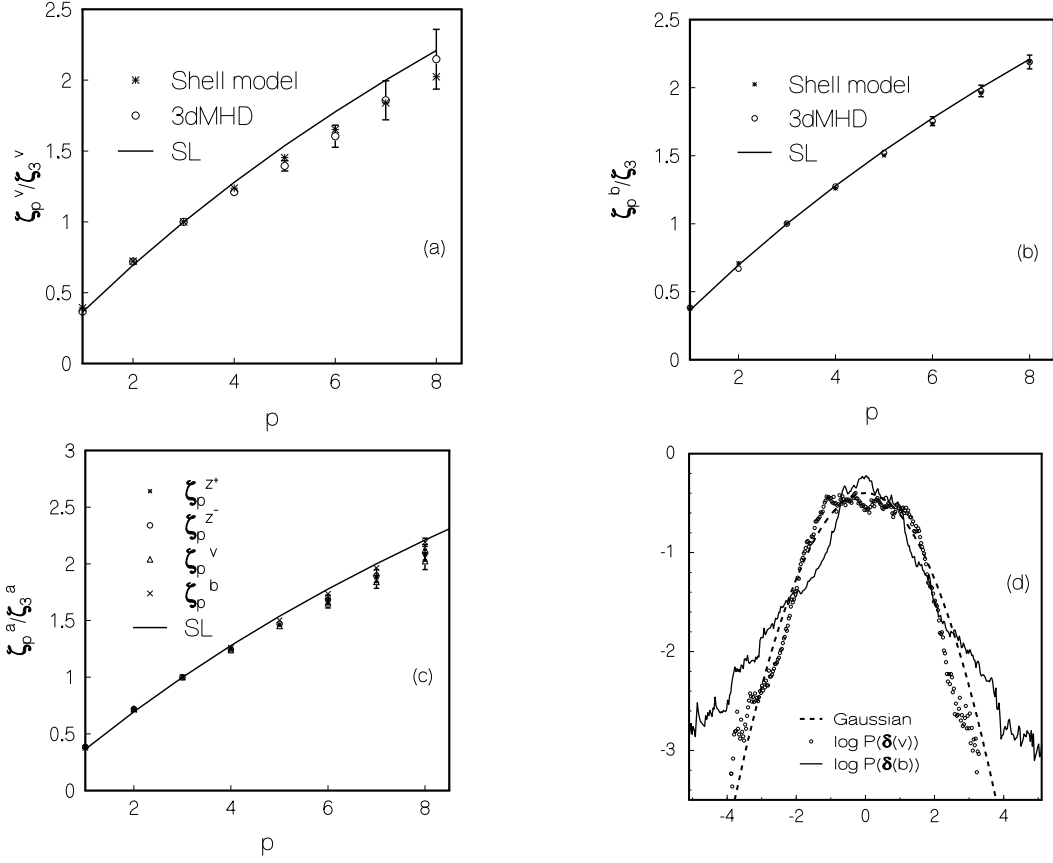 2.5
2
1.5
1
0.5
0
ζp^v/ζ3^v
Shell model
3dMHD
SL
(a)
2 4 6 8
p
2.5
2
1.5
1
0.5
0
ζp^b/ζ3^b
Shell model
3dMHD
SL
(b)
2 4 6 8
p
3
2.5
2
1.5
1
0.5
0
ζp^a/ζ3^a
ζp^z+
ζp^z-
ζp^v
ζp^b
SL
(c)
2 4 6 8
p
0
-1
-2
-3
(d)
Gaussian
log P(δ(v))
log P(δ(b))
-4 -2 0 2 4